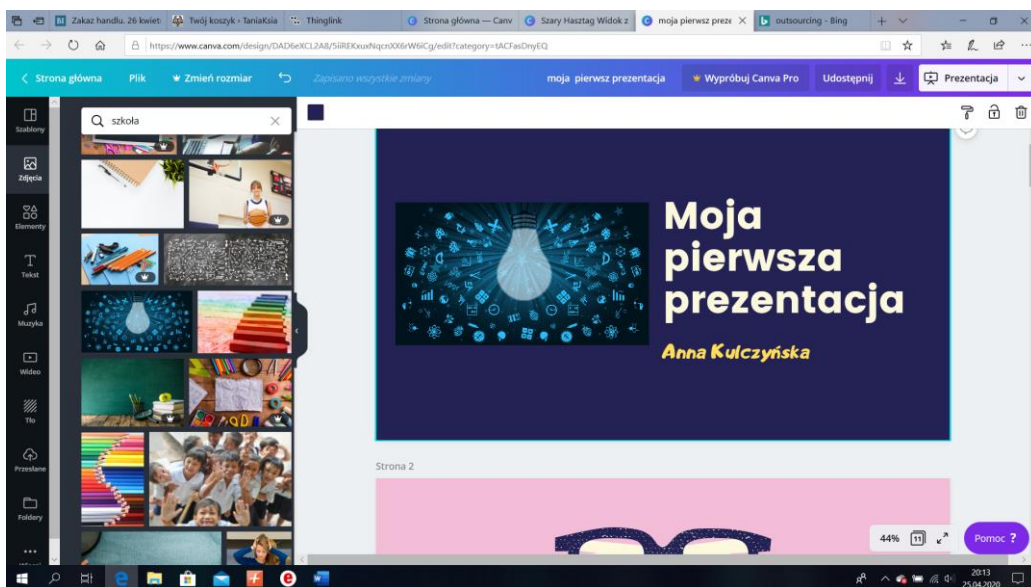 Zakaz handlu. 26 kwiet
Twój koszyk › TaniaKsia
Thinglink
Strona główna — Canv
Szary Hasztag Widok z
moja pierwsz preze
outsourcing - Bing
https://www.canva.com/design/DAD6eXCL2A8/5iiREKxuxNqcnXX6rW6iCg/edit?category=tACFasDnyEQ
Strona główna Plik Zmień rozmiar Zapisano wszystkie zmiany moja pierwsz prezentacja Wypróbuj Canva Pro Udostępnij Prezentacja
szkoła
Szablony
Zdjęcia
Elementy
Tekst
Muzyka
Wideo
Tło
Przesłane
Foldery
Moja
pierwsza
prezentacja
Anna Kulczyńska
Strona 2
44% 11
Pomoc ?
20:13
25.04.2020